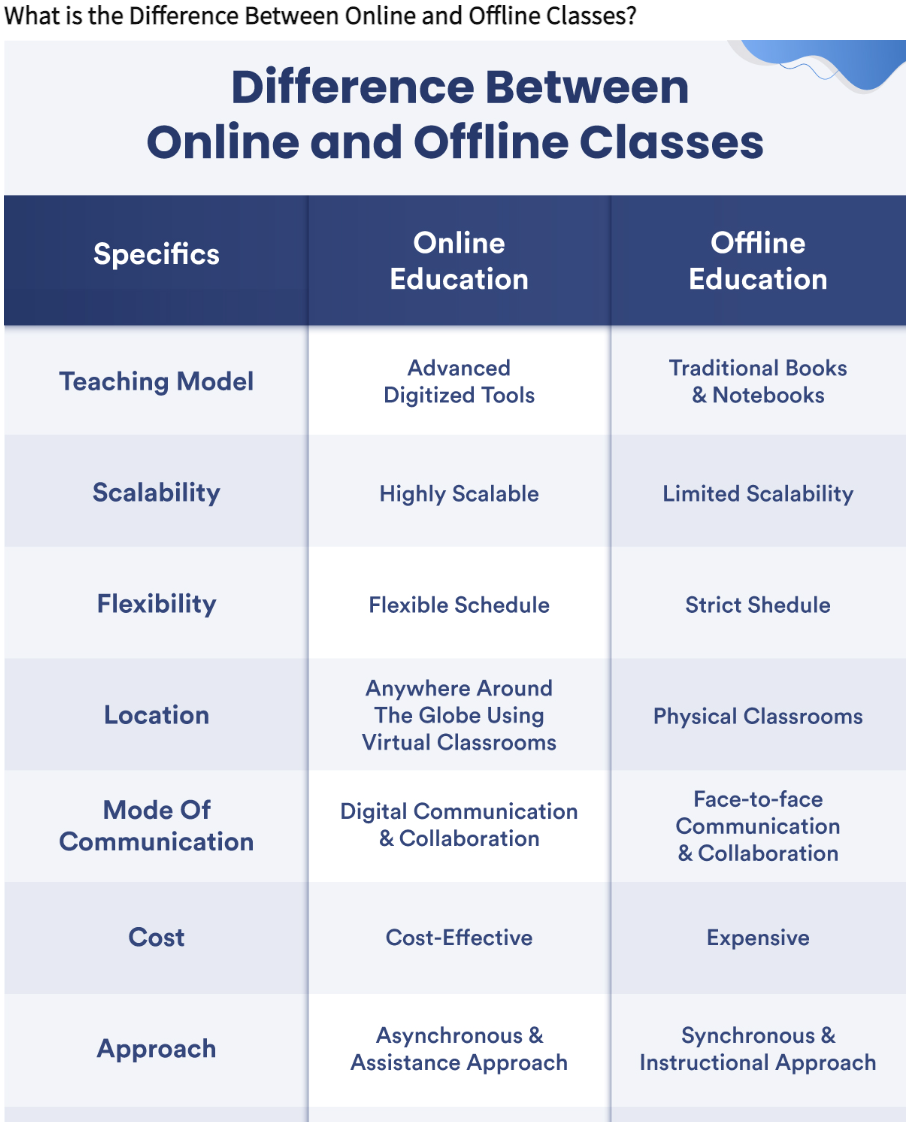 What is the Difference Between Online and Offline Classes?
Difference Between
Online and Offline Classes
Specifics
Online
Education
Offline
Education
Teaching Model
Advanced
Digitized Tools
Traditional Books
& Notebooks
Scalability
Highly Scalable
Limited Scalability
Flexibility
Flexible Schedule
Strict Shedule
Location
Anywhere Around
The Globe Using
Virtual Classrooms
Physical Classrooms
Mode Of
Communication
Digital Communication
& Collaboration
Face-to-face
Communication
& Collaboration
Cost
Cost-Effective
Expensive
Approach
Asynchronous &
Assistance Approach
Synchronous &
Instructional Approach